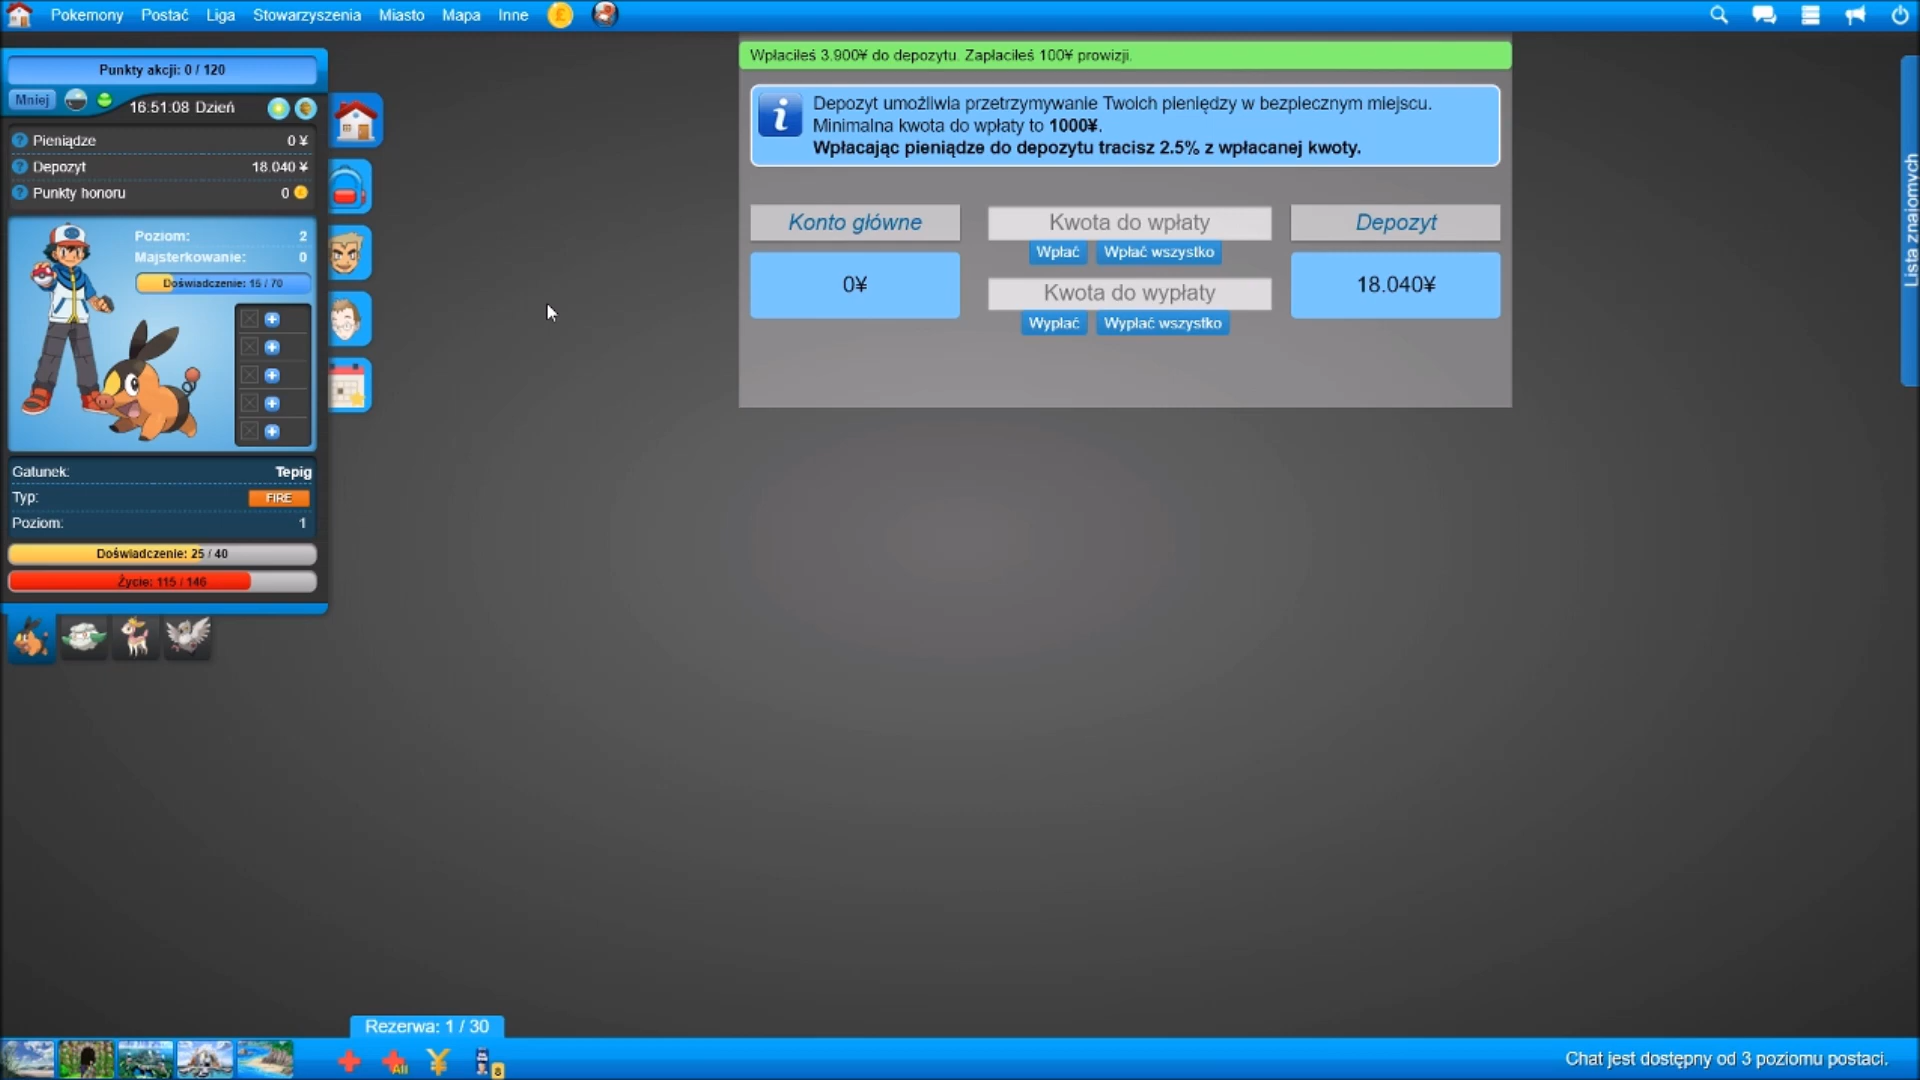 Pokemony Postać Liga Stowarzyszenia Miasto Mapa Inne
Punkty akcji: 0 / 120
Mniej
16:51:08 Dzień
Pieniądze 0 ¥
Depozyt 18.040 ¥
Punkty honoru 0
Poziom: 2
Majsterkowanie: 0
Doświadczenie: 15 / 70
Gatunek: Tepig
Typ: FIRE
Poziom: 1
Doświadczenie: 25 / 40
Życie: 115 / 146
Wpłaciłeś 3.900¥ do depozytu. Zapłaciłeś 100¥ prowizji.
Depozyt umożliwia przetrzymywanie Twoich pieniędzy w bezpiecznym miejscu.
Minimalna kwota do wpłaty to 1000¥.
Wpłacając pieniądze do depozytu tracisz 2.5% z wpłacanej kwoty.
Konto główne
0¥
Kwota do wpłaty
Wpłać Wpłać wszystko
Kwota do wypłaty
Wypłać Wypłać wszystko
Depozyt
18.040¥
Lista znajomych
Rezerwa: 1 / 30
All
8
Chat jest dostępny od 3 poziomu postaci.